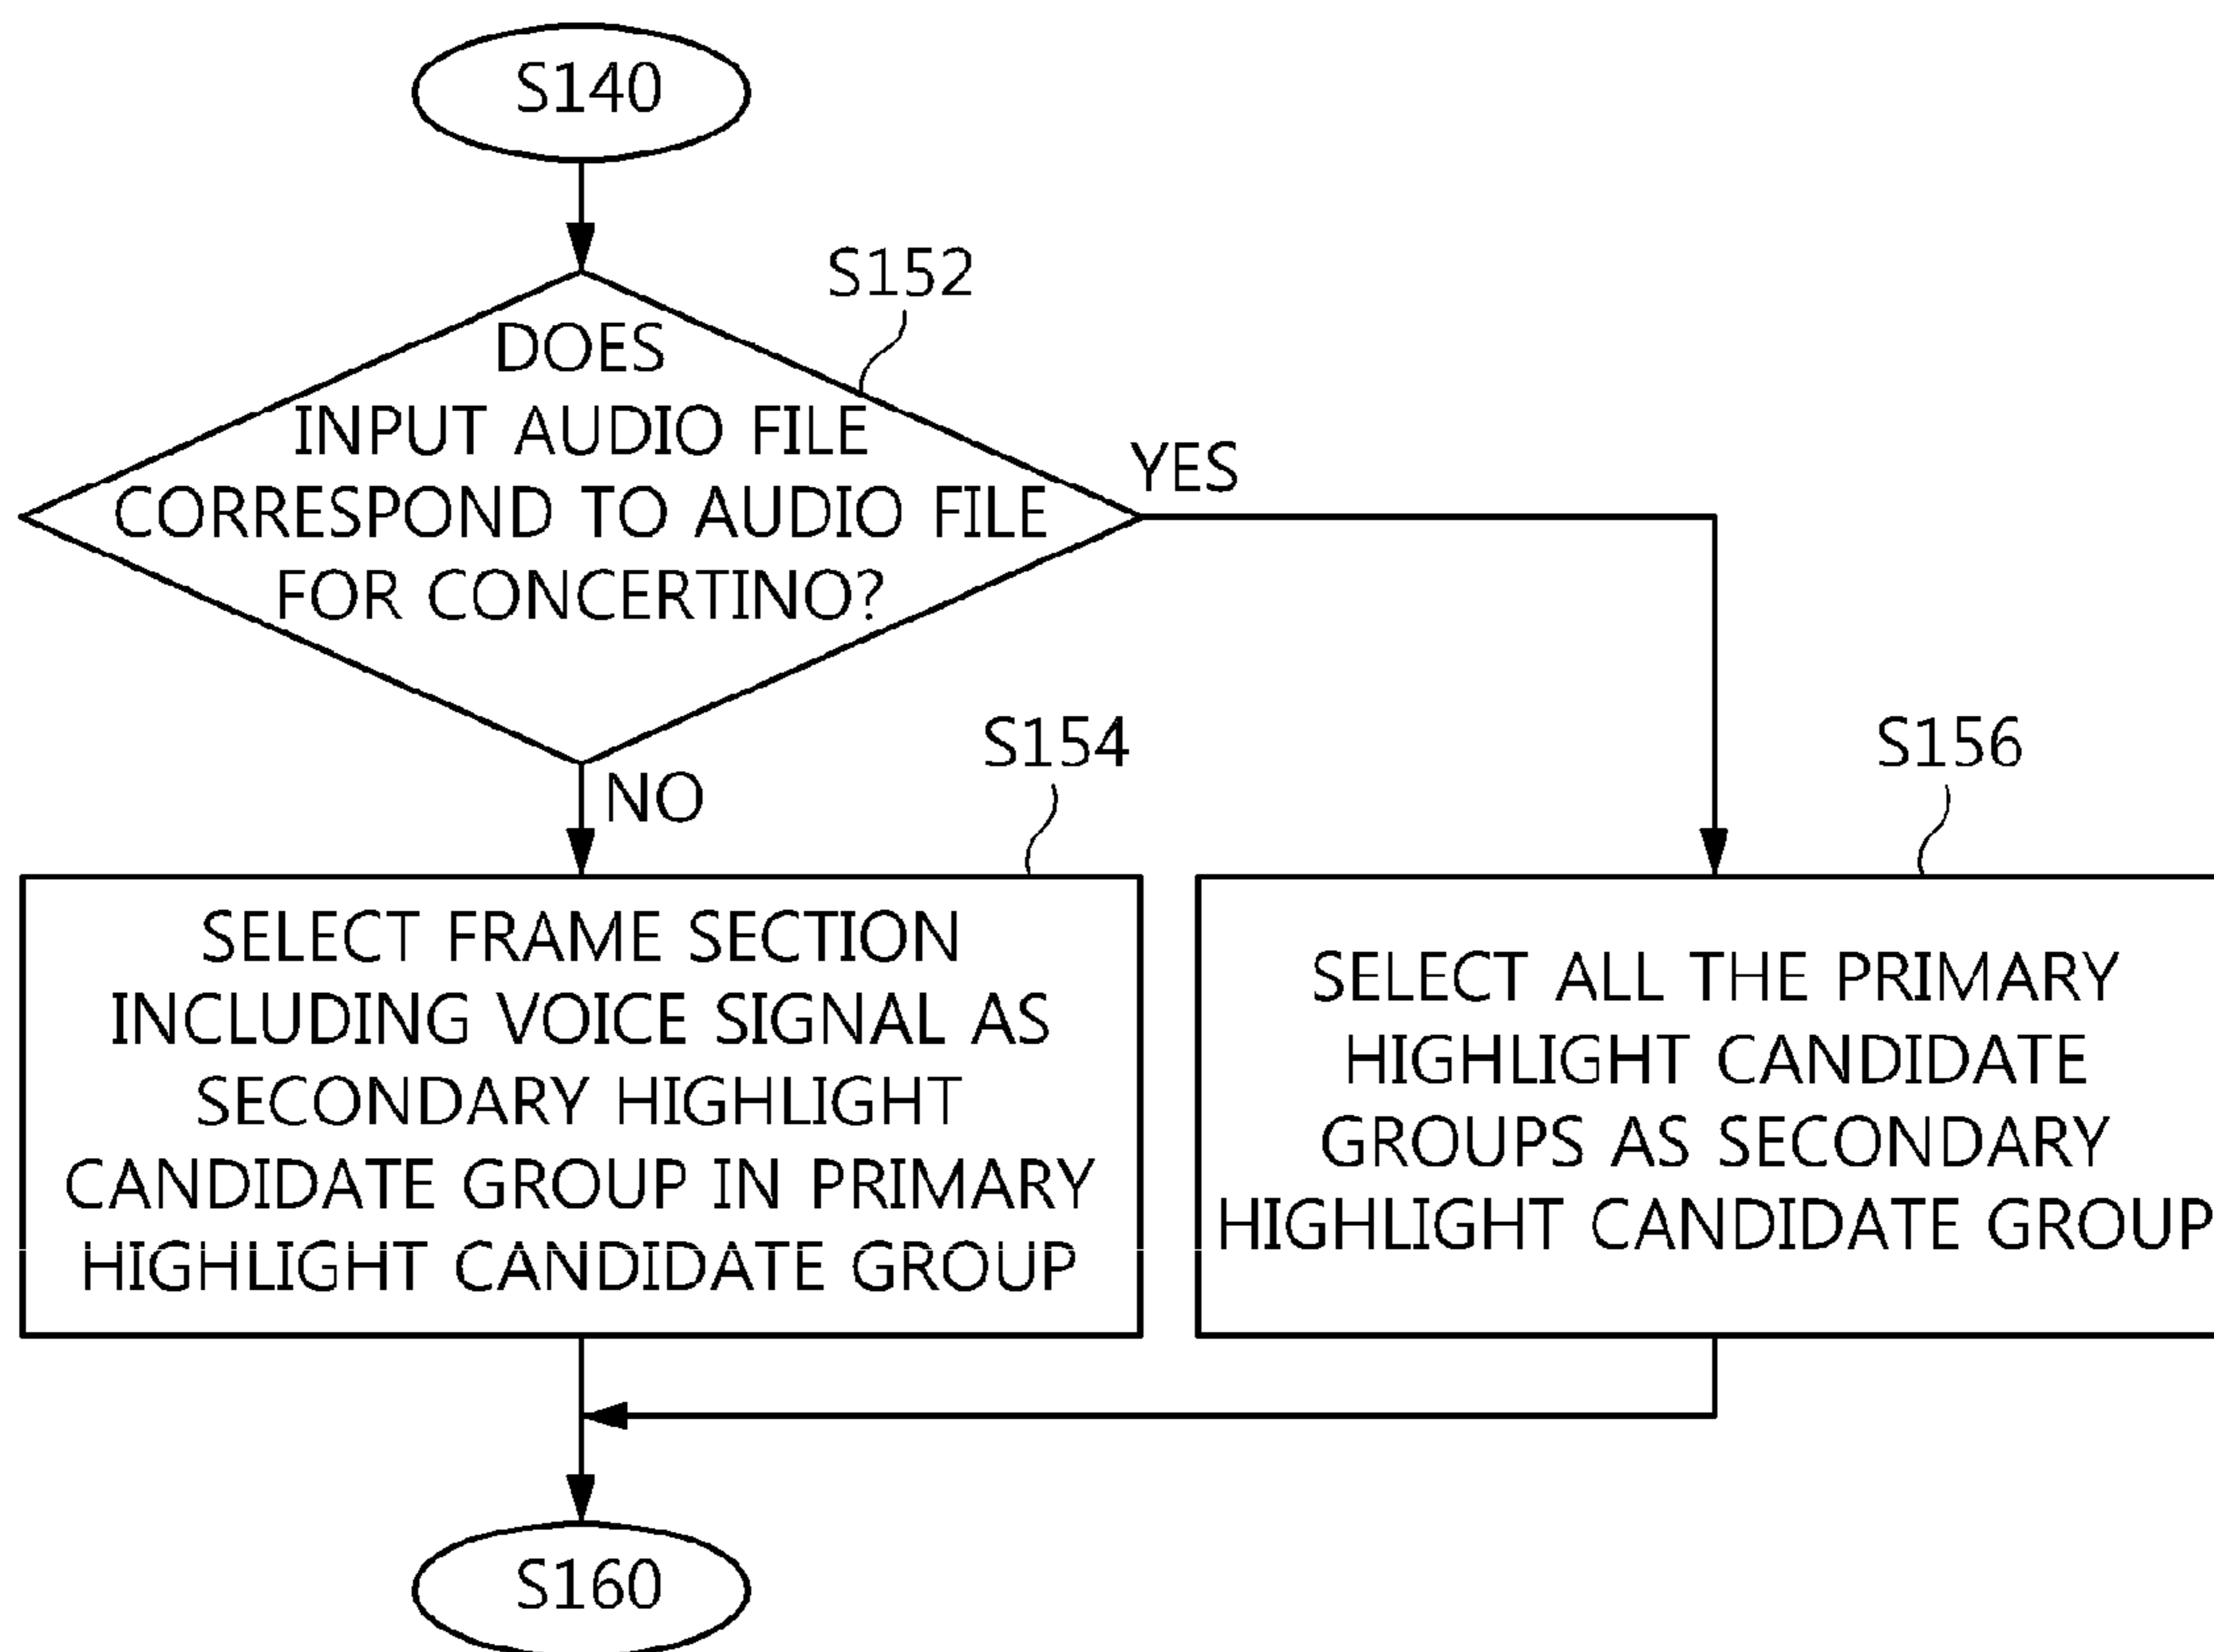 S140
S152
DOES
INPUT AUDIO FILE
CORRESPOND TO AUDIO FILE
FOR CONCERTINO?
YES
NO
S154
SELECT FRAME SECTION
INCLUDING VOICE SIGNAL AS
SECONDARY HIGHLIGHT
CANDIDATE GROUP IN PRIMARY
HIGHLIGHT CANDIDATE GROUP
S156
SELECT ALL THE PRIMARY
HIGHLIGHT CANDIDATE
GROUPS AS SECONDARY
HIGHLIGHT CANDIDATE GROUP
S160